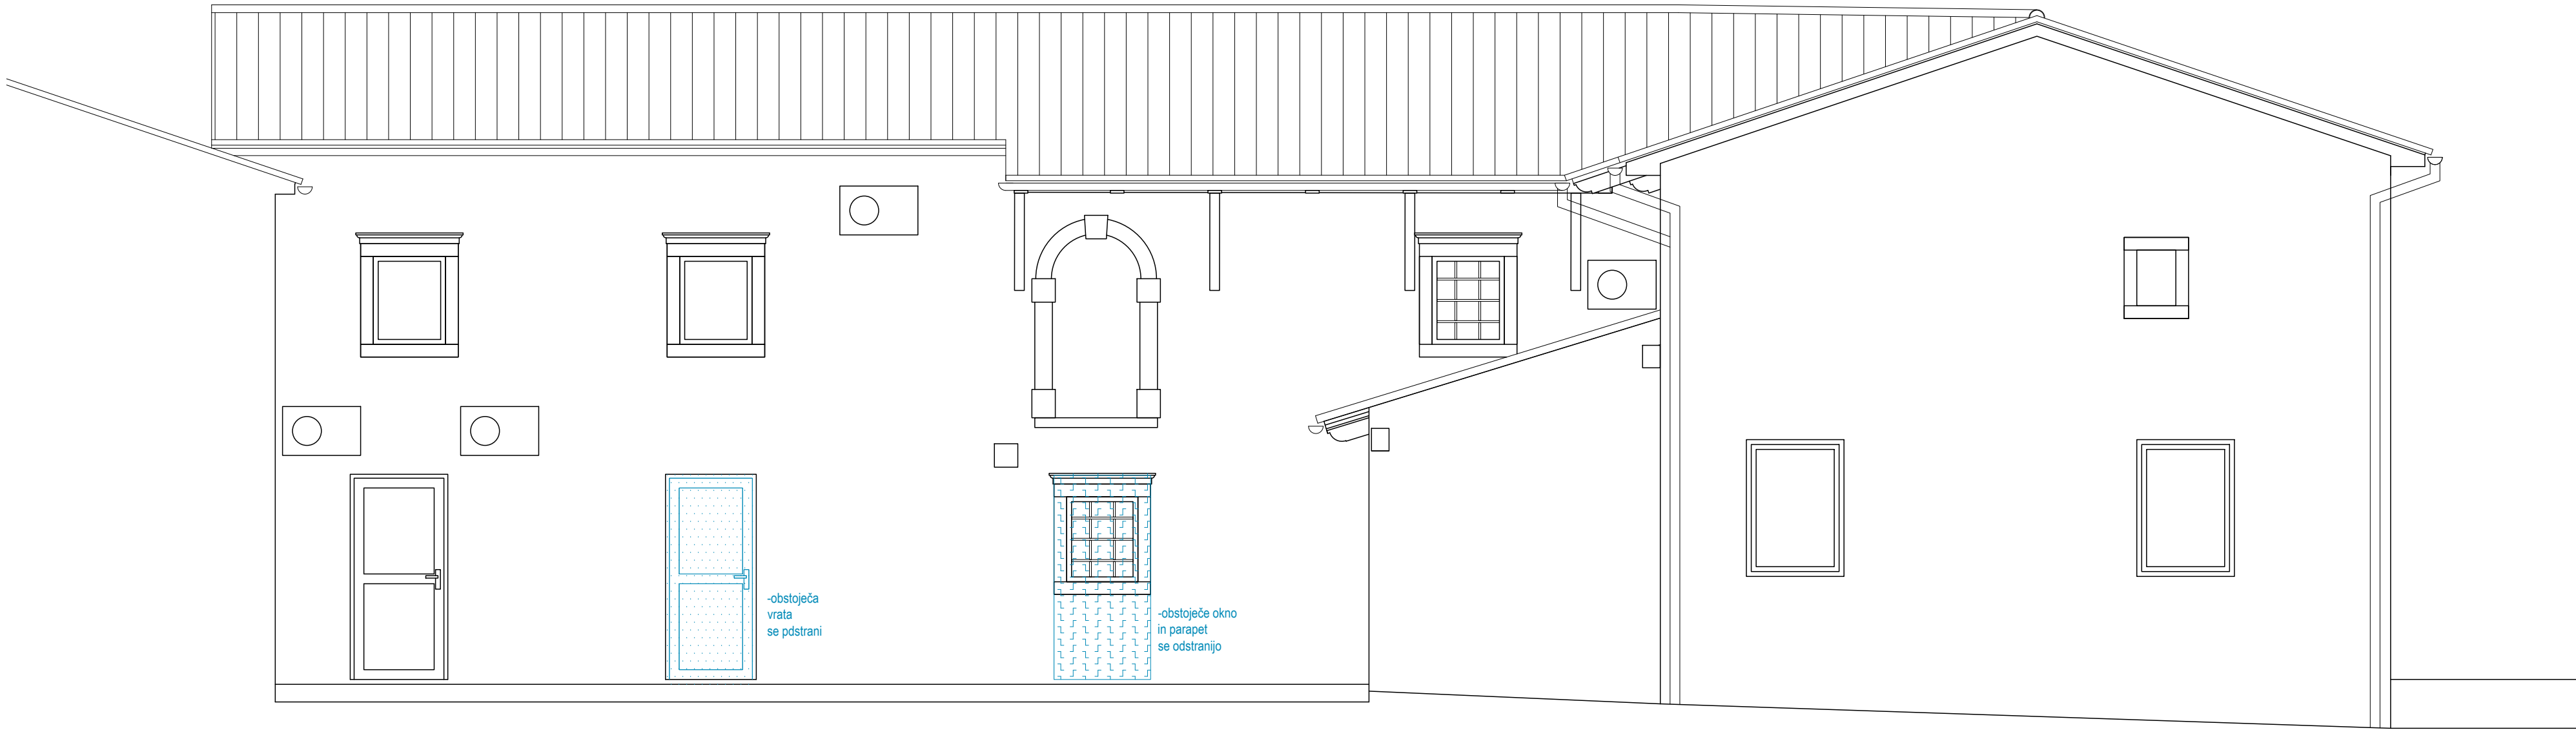 -obstoječa
vrata
se pdstrani
-obstoječe okno
in parapet
se odstranijo